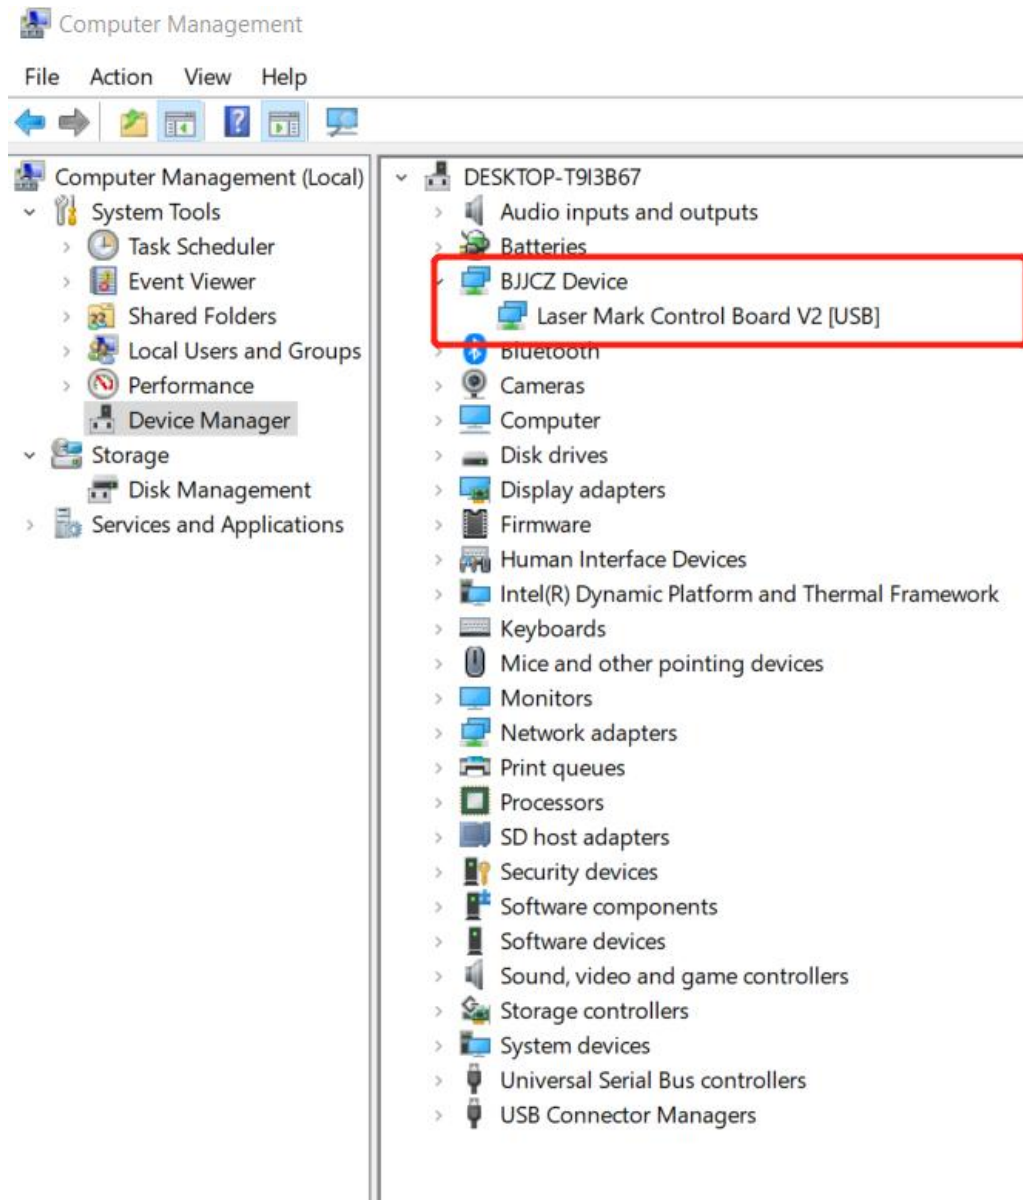 Computer Management
File Action View Help
Computer Management (Local)
System Tools
Task Scheduler
Event Viewer
Shared Folders
Local Users and Groups
Performance
Device Manager
Storage
Disk Management
Services and Applications
DESKTOP-T9I3B67
Audio inputs and outputs
Batteries
BJJCZ Device
Laser Mark Control Board V2 [USB]
Bluetooth
Cameras
Computer
Disk drives
Display adapters
Firmware
Human Interface Devices
Intel(R) Dynamic Platform and Thermal Framework
Keyboards
Mice and other pointing devices
Monitors
Network adapters
Print queues
Processors
SD host adapters
Security devices
Software components
Software devices
Sound, video and game controllers
Storage controllers
System devices
Universal Serial Bus controllers
USB Connector Managers